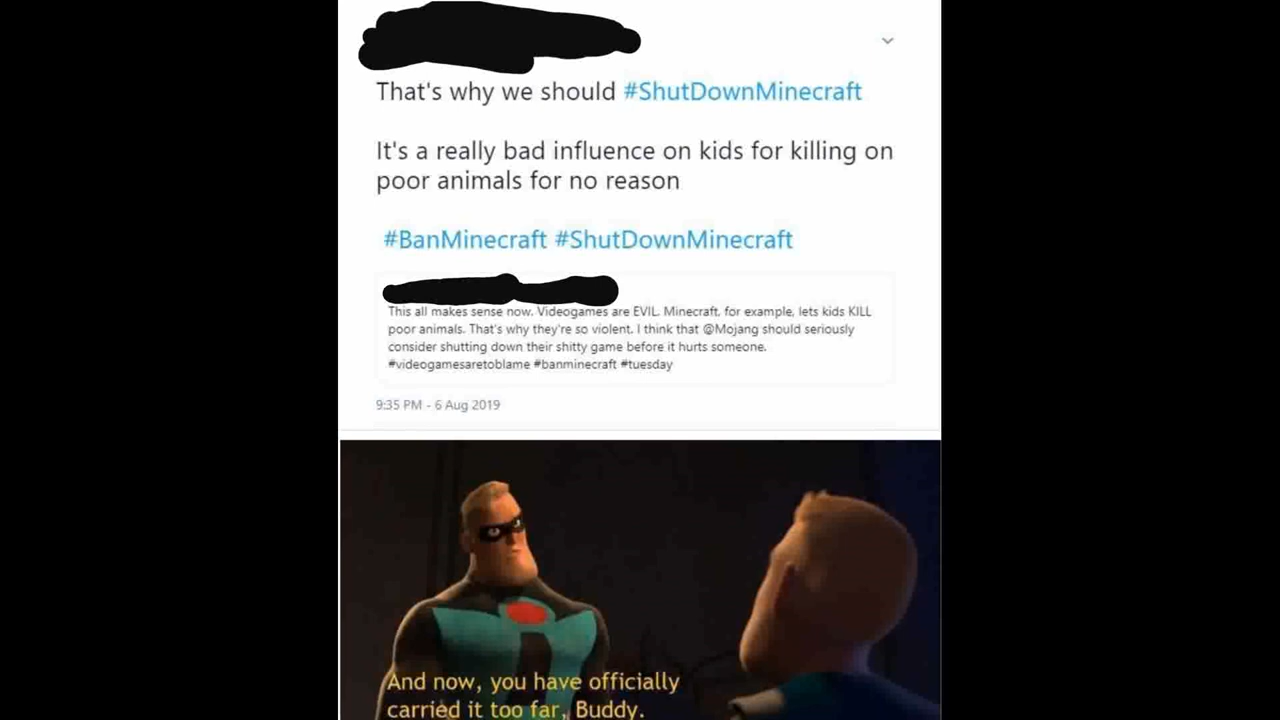 That's why we should #ShutDownMinecraft
It's a really bad influence on kids for killing on
poor animals for no reason
#BanMinecraft #ShutDownMinecraft
This all makes sense now. Videogames are EVIL. Minecraft, for example, lets kids KILL
poor animals. That's why they're so violent. I think that @Mojang should seriously
consider shutting down their shitty game before it hurts someone.
#videogamesaretoblame #banminecraft #tuesday
9:35 PM - 6 Aug 2019
And now, you have officially
carried it too far, Buddy.